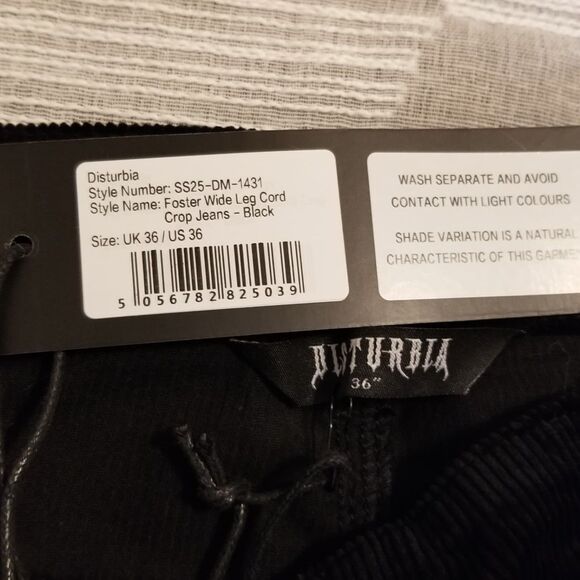 Disturbia
Style Number: SS25-DM-1431
Style Name: Foster Wide Leg Cord
Crop Jeans - Black
Size: UK 36 / US 36
5 056782 825039
WASH SEPARATE AND AVOID
CONTACT WITH LIGHT COLOURS
SHADE VARIATION IS A NATURAL
CHARACTERISTIC OF THIS GARME
DISTURBIA
36"